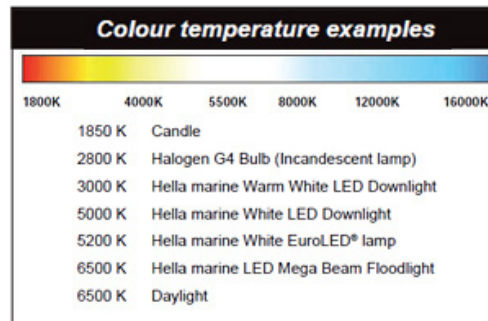 Colour temperature examples
1800K 4000K 5500K 8000K 12000K 16000K
1850 K Candle
2800 K Halogen G4 Bulb (Incandescent lamp)
3000 K Hella marine Warm White LED Downlight
5000 K Hella marine White LED Downlight
5200 K Hella marine White EuroLED® lamp
6500 K Hella marine LED Mega Beam Floodlight
6500 K Daylight